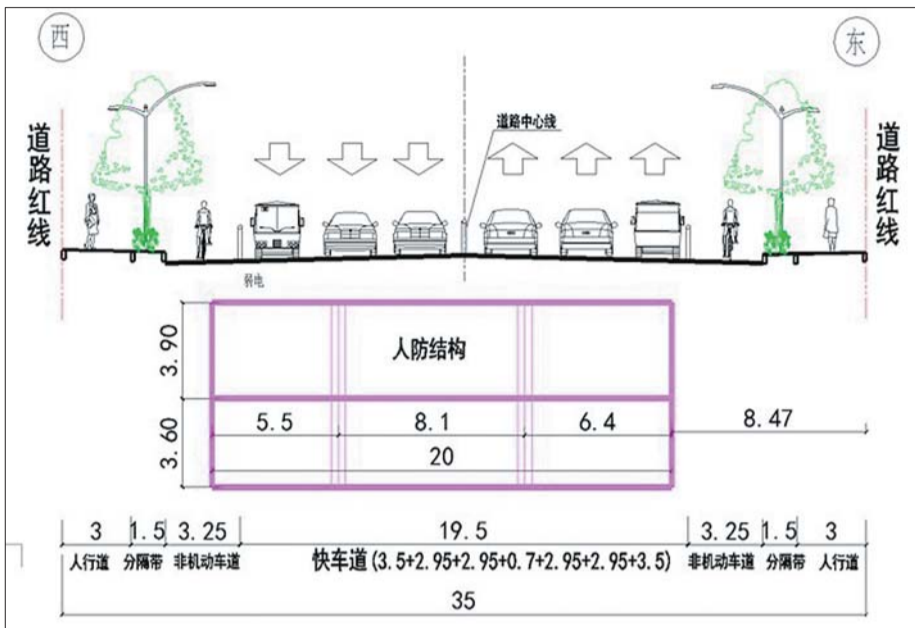 西
东
道路红线
道路中心线
道路红线
弱电
3.90
人防结构
3.60
5.5
8.1
6.4
8.47
20
3
1.5
3.25
19.5
3.25
1.5
3
人行道
分隔带
非机动车道
快车道(3.5+2.95+2.95+0.7+2.95+2.95+3.5)
非机动车道
分隔带
人行道
35